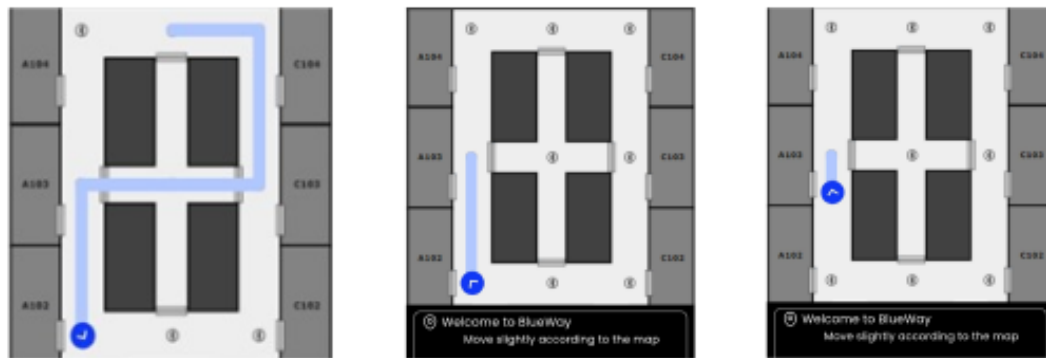 A104
C104
A103
C103
A102
C102
A104
C104
A103
C103
A102
C102
Welcome to BlueWay
Move slightly according to the map
A104
C104
A103
C103
A102
C102
Welcome to BlueWay
Move slightly according to the map